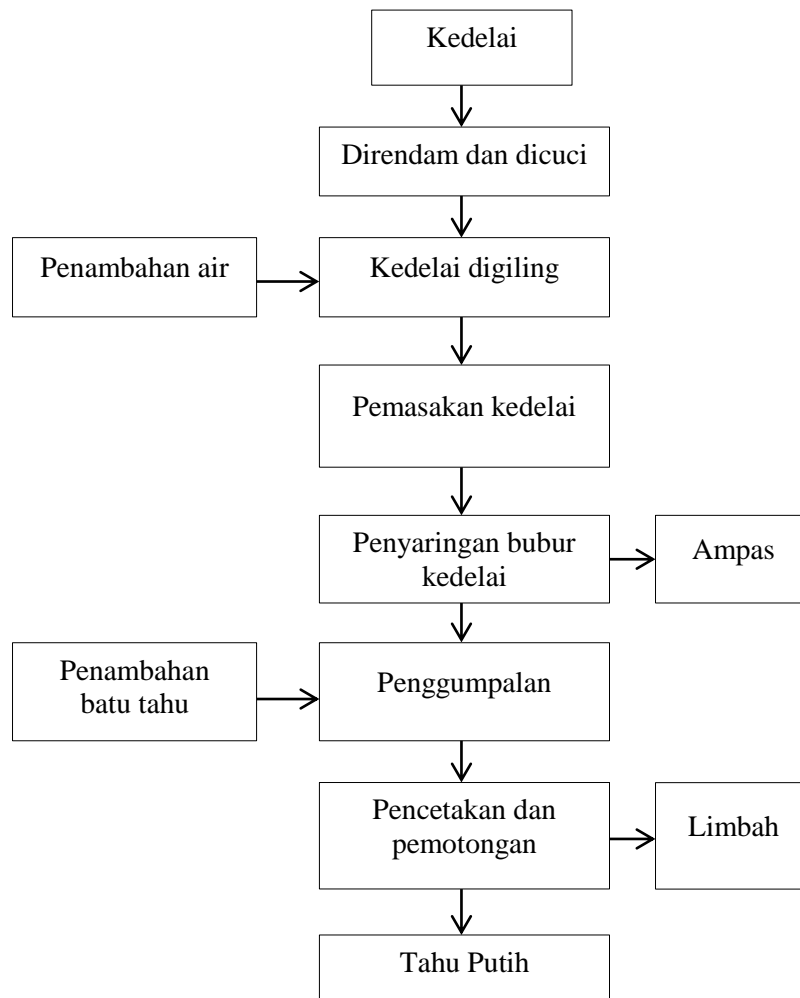 Kedelai
Direndam dan dicuci
Penambahan air
Kedelai digiling
Pemasakan kedelai
Penyaringan bubur
kedelai
Ampas
Penambahan
batu tahu
Penggumpalan
Pencetakan dan
pemotongan
Limbah
Tahu Putih